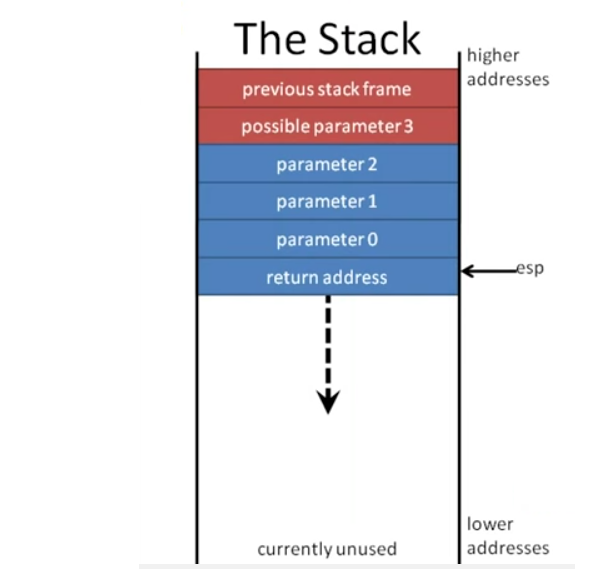 The Stack
higher
addresses
previous stack frame
possible parameter 3
parameter 2
parameter 1
parameter 0
return address
esp
lower
addresses
currently unused